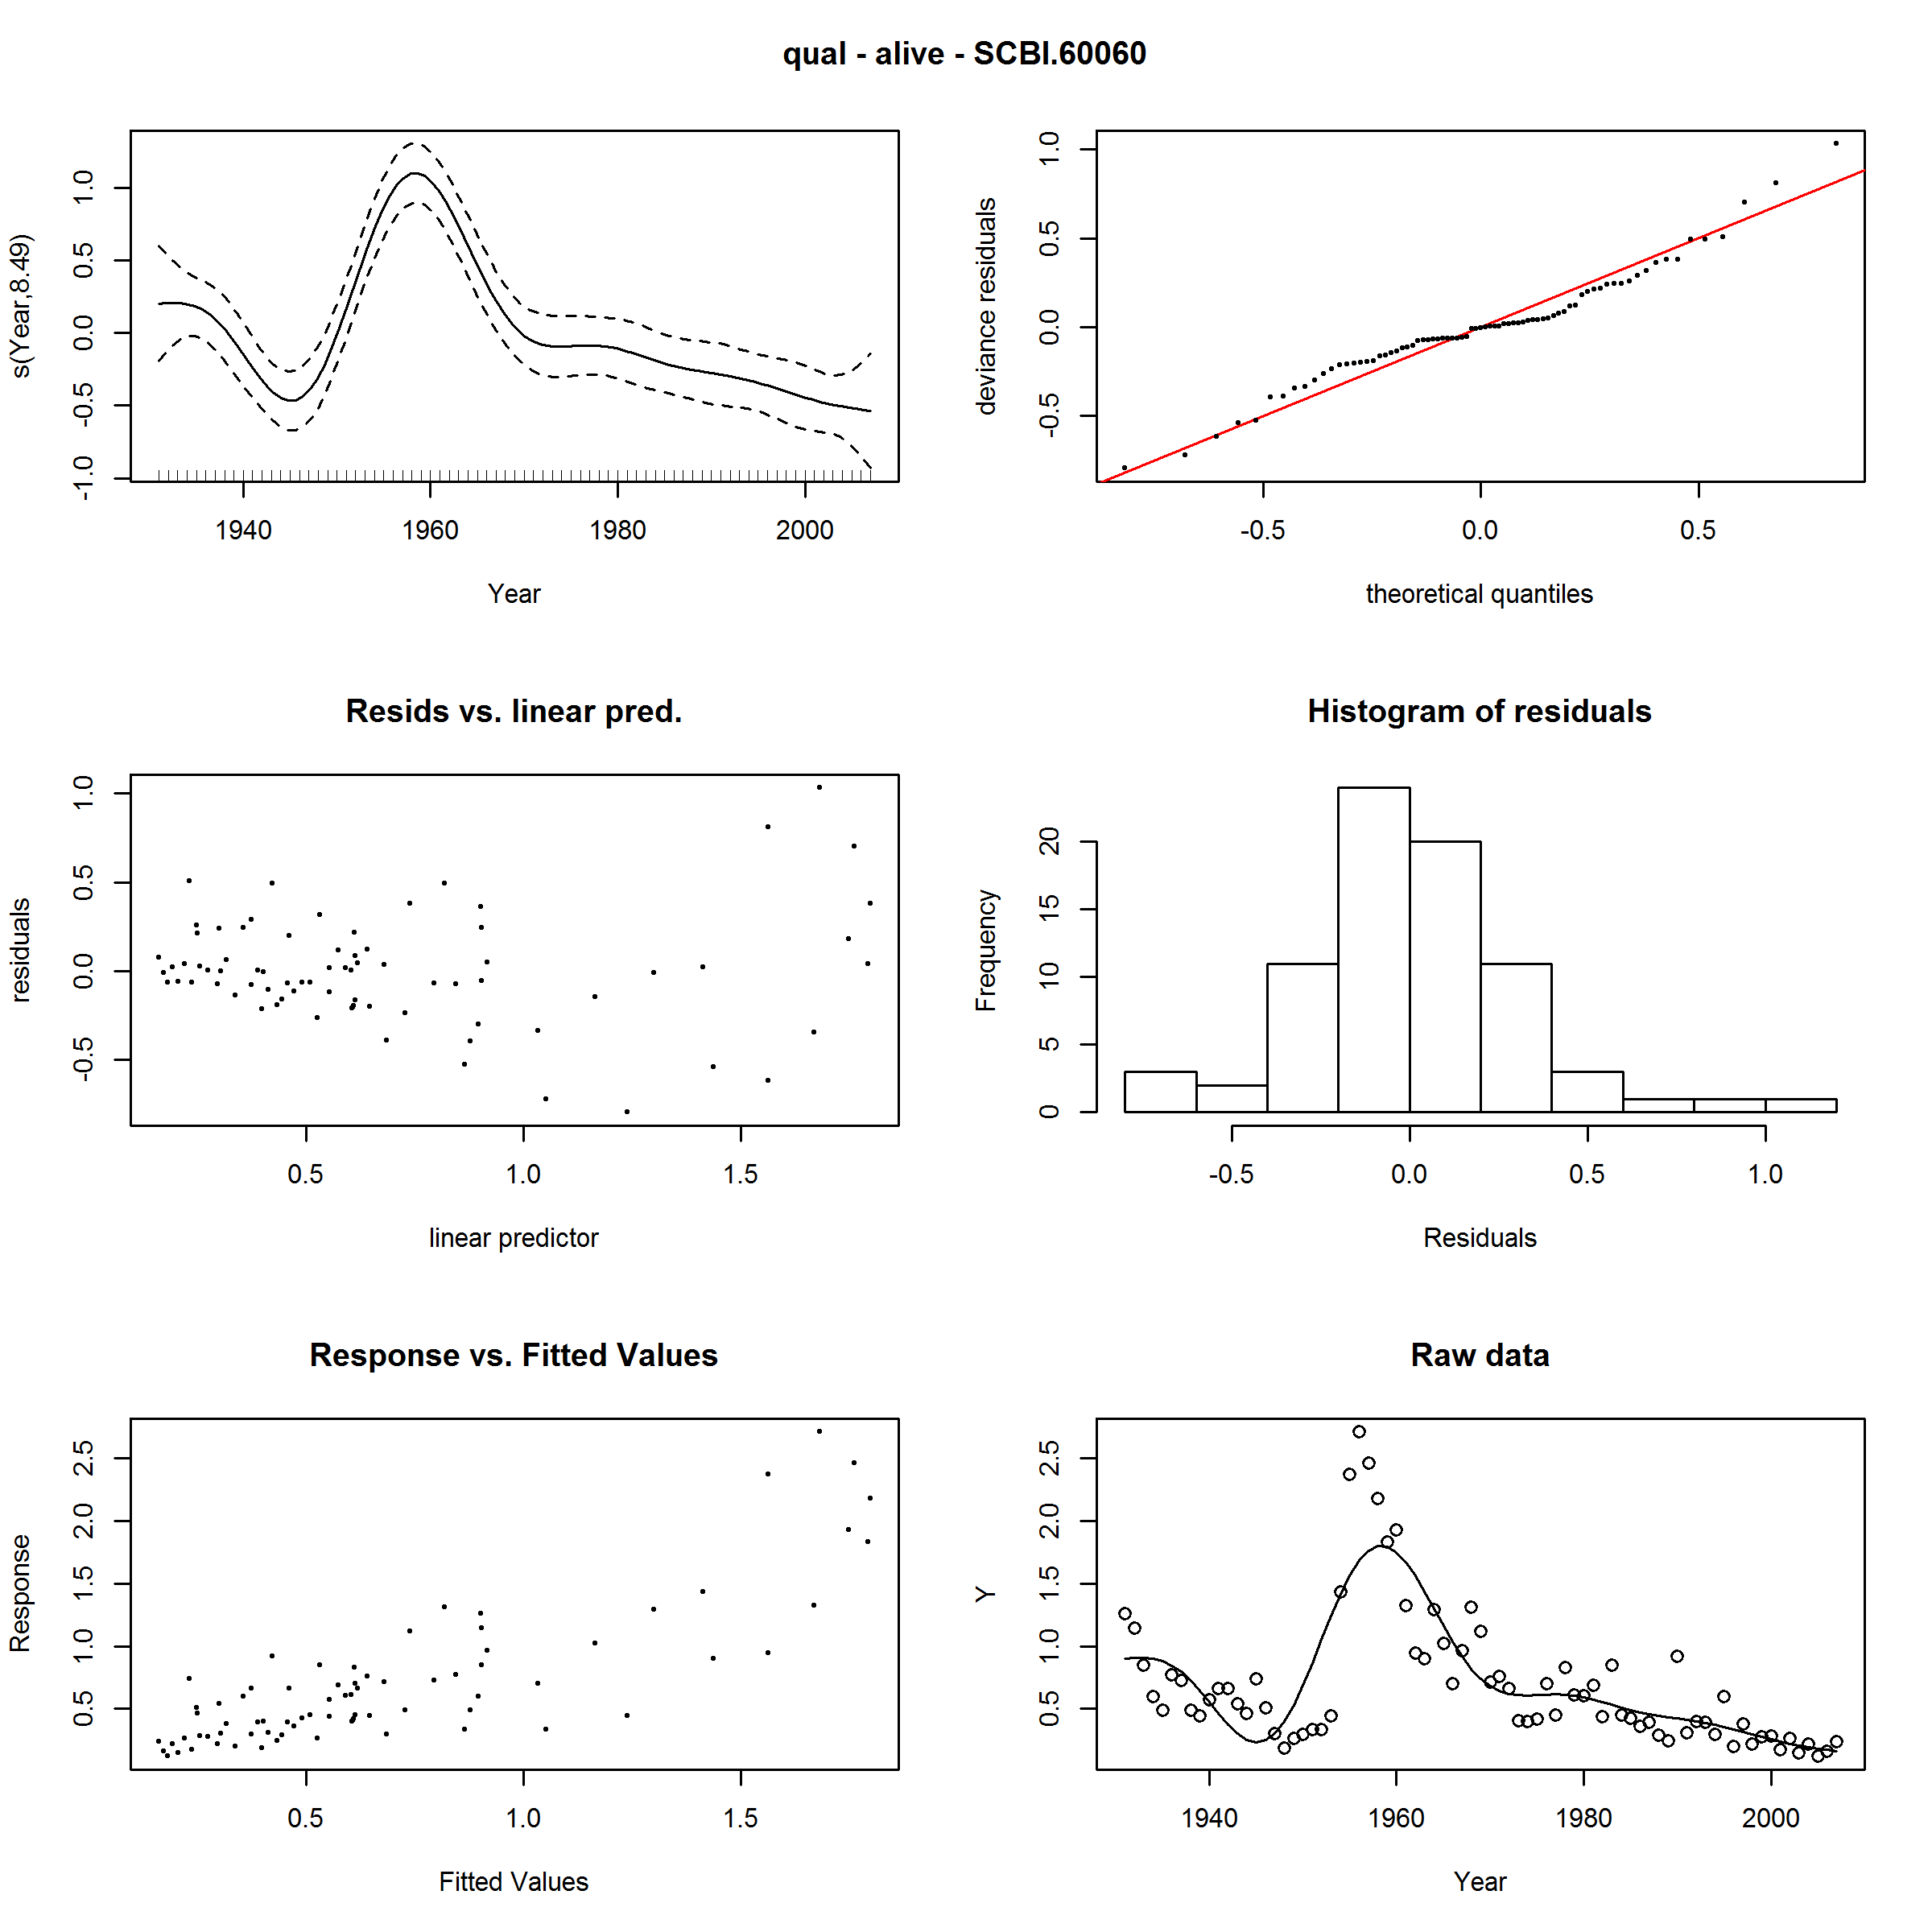 qual - alive - SCBI.60060
s(Year,8.49)
-1.0 -0.5 0.0 0.5 1.0
1940 1960 1980 2000
Year
deviance residuals
-0.5 0.0 0.5 1.0
-0.5 0.0 0.5
theoretical quantiles
Resids vs. linear pred.
residuals
-0.5 0.0 0.5 1.0
0.5 1.0 1.5
linear predictor
Histogram of residuals
Frequency
0 5 10 15 20
-0.5 0.0 0.5 1.0
Residuals
Response vs. Fitted Values
Response
0.5 1.0 1.5 2.0 2.5
0.5 1.0 1.5
Fitted Values
Raw data
Y
0.5 1.0 1.5 2.0 2.5
1940 1960 1980 2000
Year